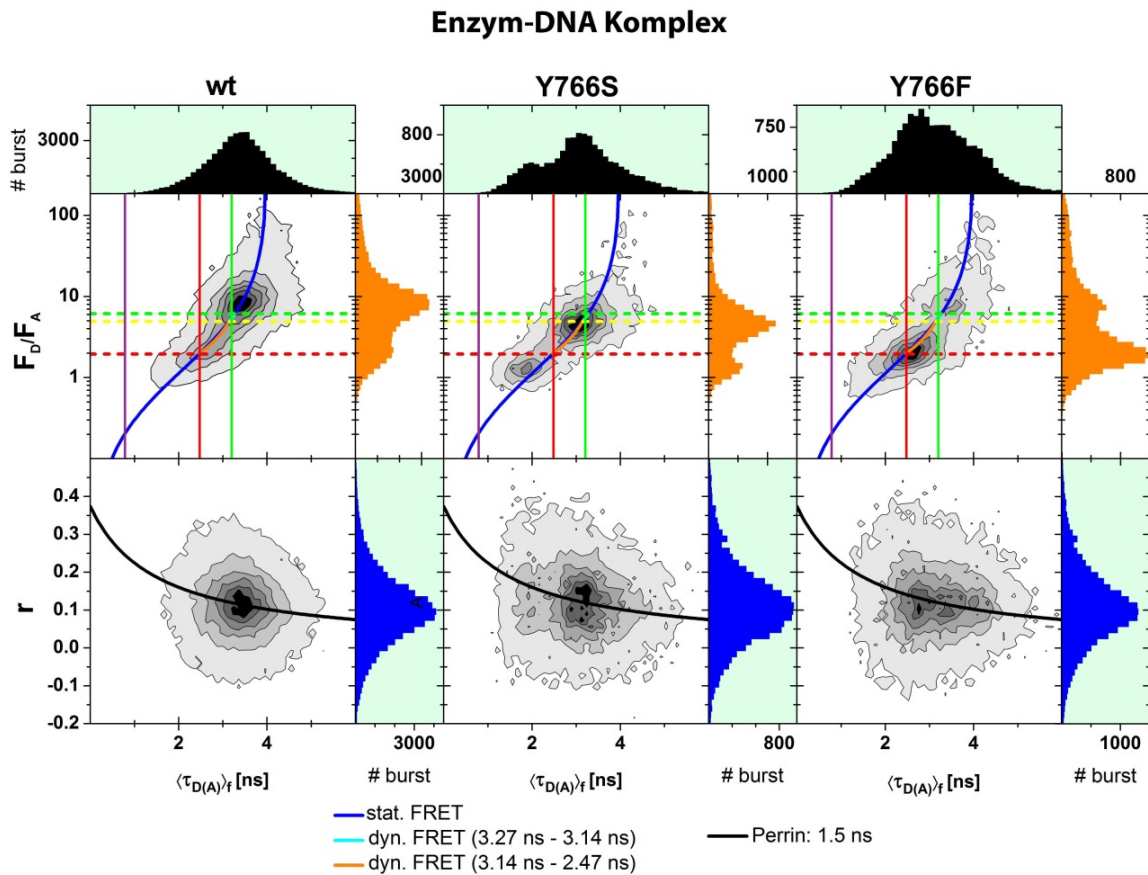 Enzym-DNA Komplex
wt
Y766S
Y766F
# burst
3000
800
3000
750
1000
800
F_D/F_A
100
10
1
r
0.4
0.3
0.2
0.1
0.0
-0.1
-0.2
2 4
3000
2 4
800
2 4
1000
⟨τ_D(A)⟩_f [ns]
# burst
⟨τ_D(A)⟩_f [ns]
# burst
⟨τ_D(A)⟩_f [ns]
# burst
stat. FRET
dyn. FRET (3.27 ns - 3.14 ns)
dyn. FRET (3.14 ns - 2.47 ns)
Perrin: 1.5 ns